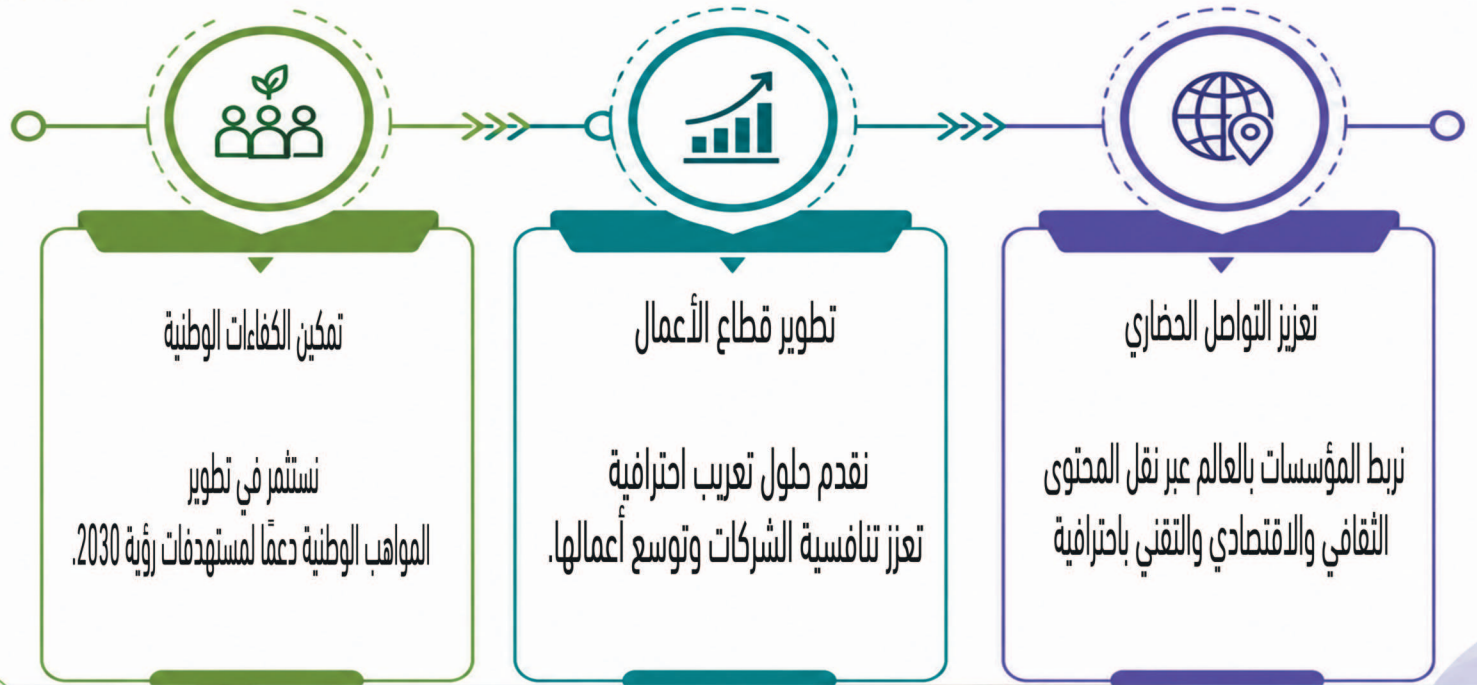 تعزيز التواصل الحضاري
نربط المؤسسات بالعالم عبر نقل المحتوى
الثقافي والاقتصادي والتقني باحترافية
تطوير قطاع الأعمال
نقدم حلول تعريب احترافية
تعزز تنافسية الشركات وتوسع أعمالها.
تمكين الكفاءات الوطنية
نستثمر في تطوير
المواهب الوطنية دعمًا لمستهدفات رؤية 2030.